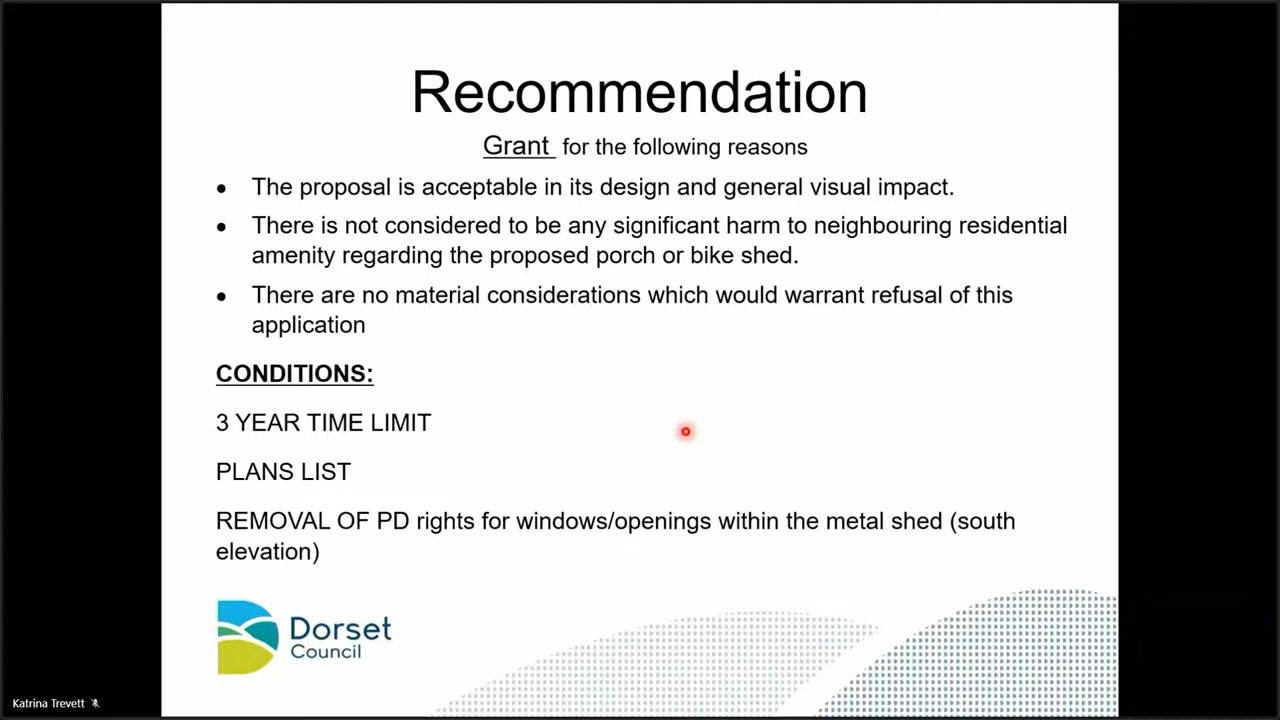 Recommendation
Grant for the following reasons
• The proposal is acceptable in its design and general visual impact.
• There is not considered to be any significant harm to neighbouring residential
amenity regarding the proposed porch or bike shed.
• There are no material considerations which would warrant refusal of this
application
CONDITIONS:
3 YEAR TIME LIMIT
PLANS LIST
REMOVAL OF PD rights for windows/openings within the metal shed (south
elevation)
Dorset
Council
Katrina Trevett